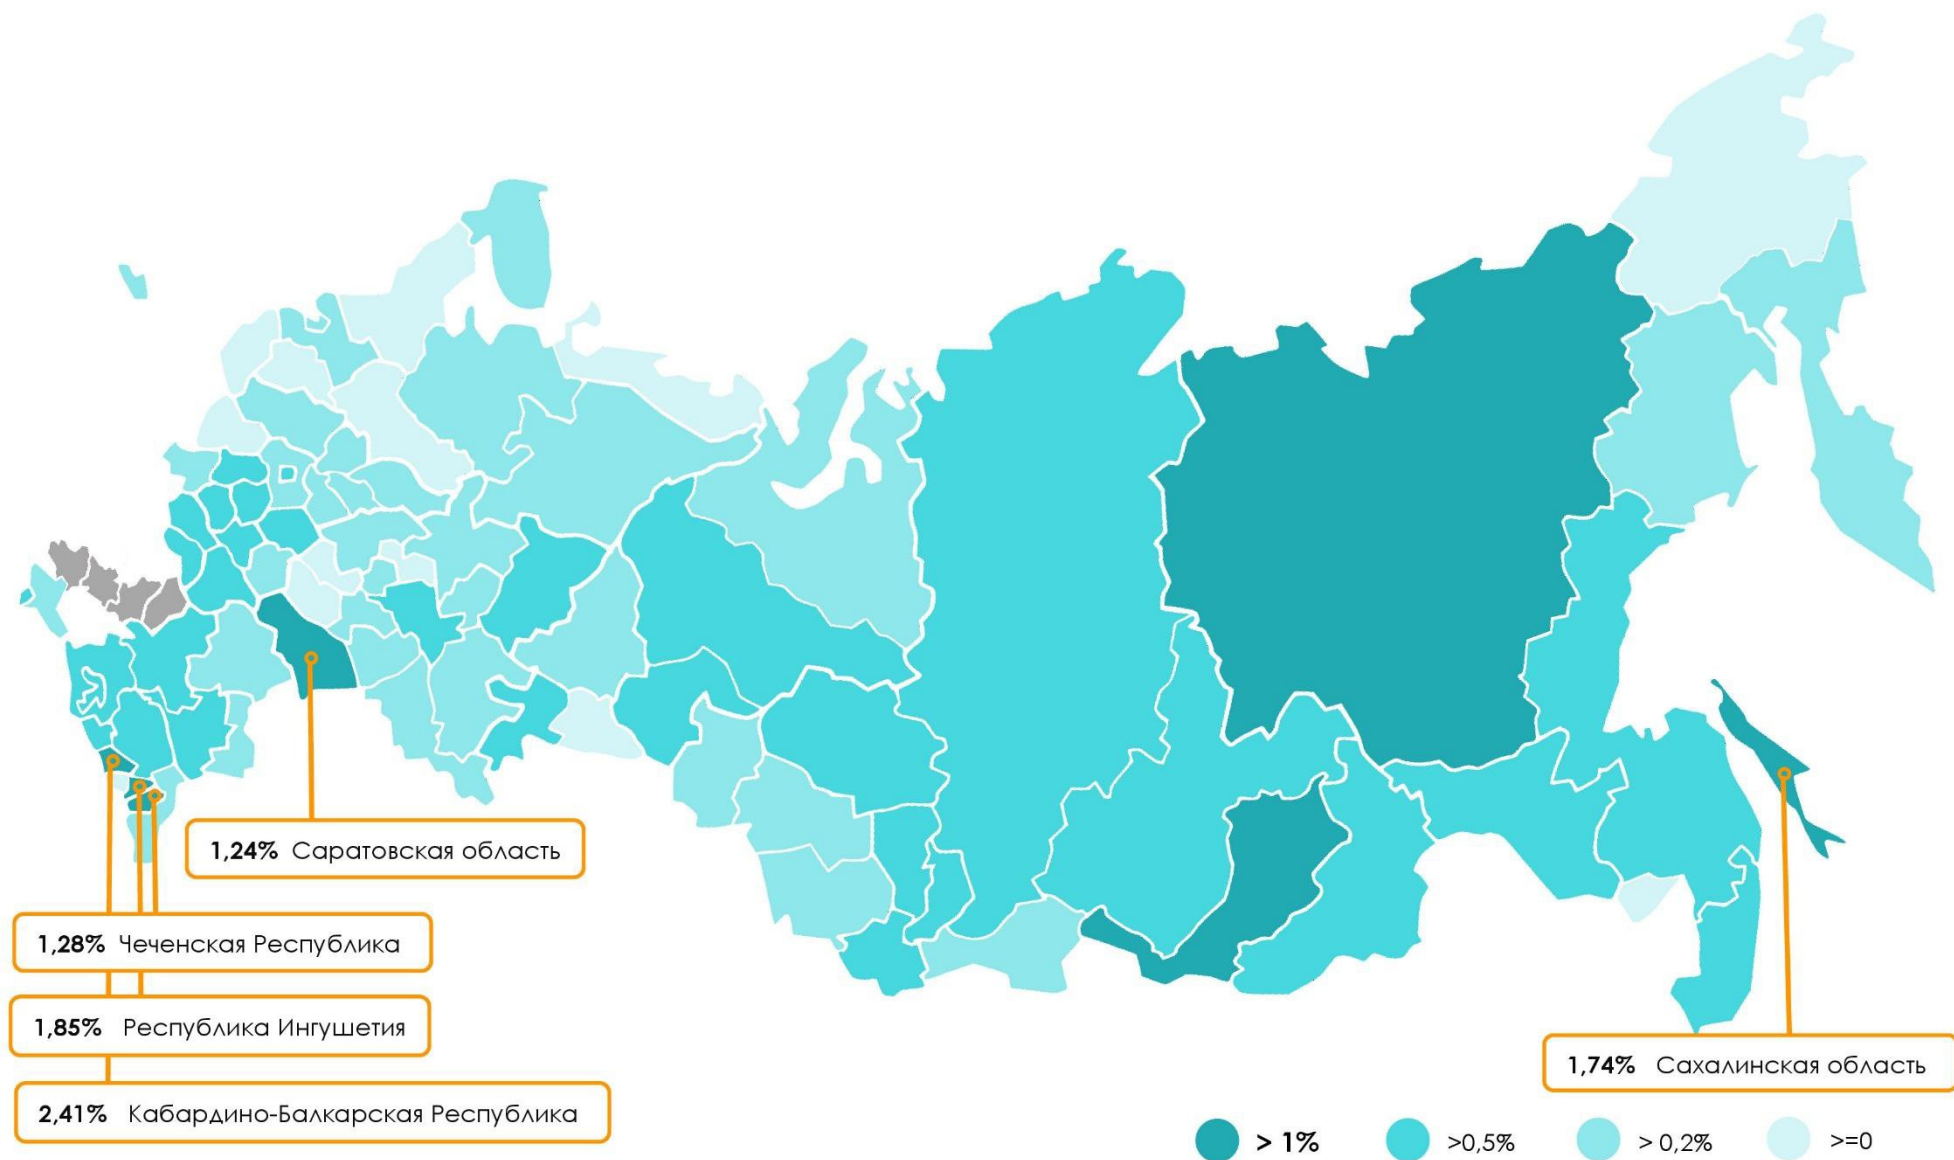 1,24% Саратовская область
1,28% Чеченская Республика
1,85% Республика Ингушетия
2,41% Кабардино-Балкарская Республика
1,74% Сахалинская область
> 1% >0,5% > 0,2% >=0